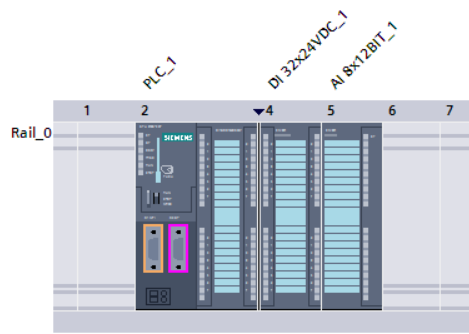 PLC_1
DI 32x24VDC_1
AI 8x12BIT_1
1 2 4 5 6 7
Rail_0
SIEMENS